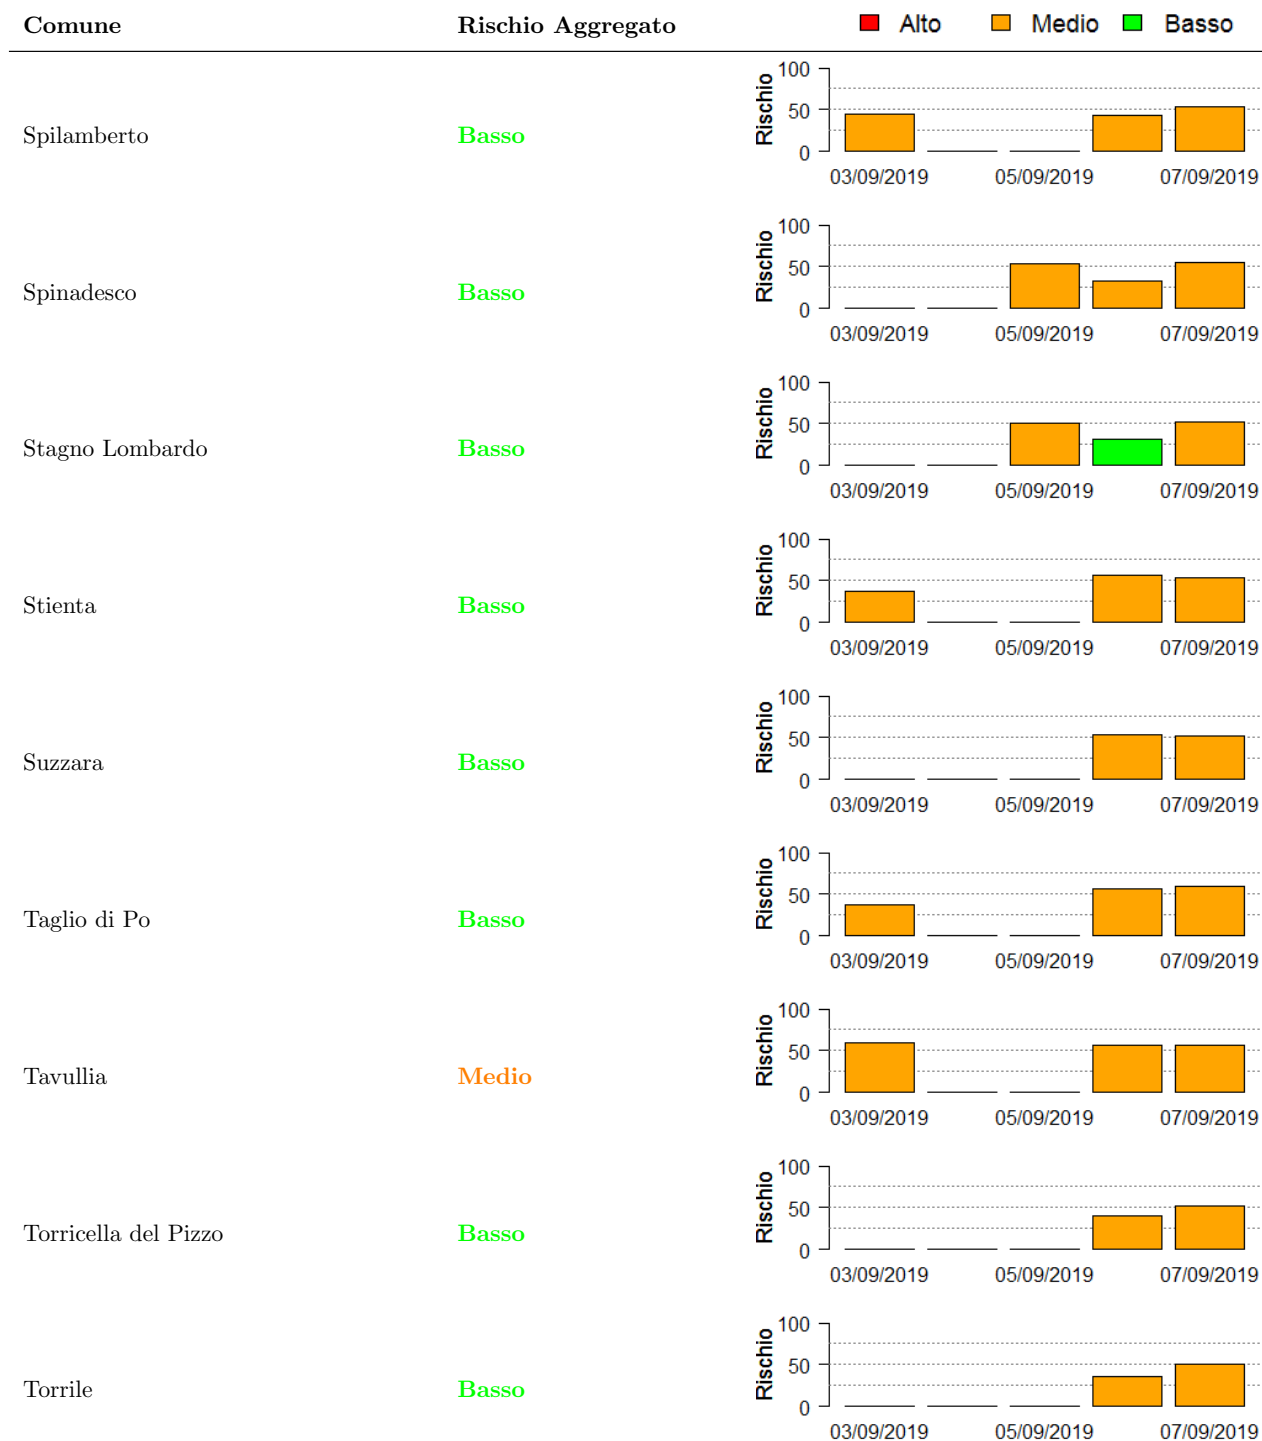 Comune Rischio Aggregato Alto Medio Basso
Spilamberto Basso Rischio 100 50 0
03/09/2019 05/09/2019 07/09/2019
Spinadesco Basso Rischio 100 50 0
03/09/2019 05/09/2019 07/09/2019
Stagno Lombardo Basso Rischio 100 50 0
03/09/2019 05/09/2019 07/09/2019
Stienta Basso Rischio 100 50 0
03/09/2019 05/09/2019 07/09/2019
Suzzara Basso Rischio 100 50 0
03/09/2019 05/09/2019 07/09/2019
Taglio di Po Basso Rischio 100 50 0
03/09/2019 05/09/2019 07/09/2019
Tavullia Medio Rischio 100 50 0
03/09/2019 05/09/2019 07/09/2019
Torricella del Pizzo Basso Rischio 100 50 0
03/09/2019 05/09/2019 07/09/2019
Torrile Basso Rischio 100 50 0
03/09/2019 05/09/2019 07/09/2019